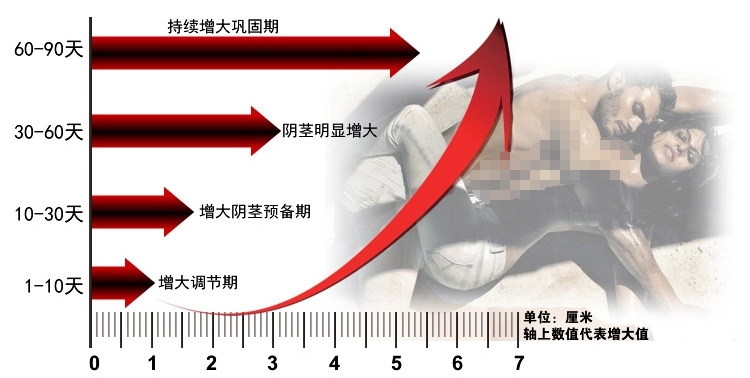 持续增大巩固期
60-90天
30-60天
阴茎明显增大
10-30天
增大阴茎预备期
1-10天
增大调节期
单位：厘米
轴上数值代表增大值
0 1 2 3 4 5 6 7